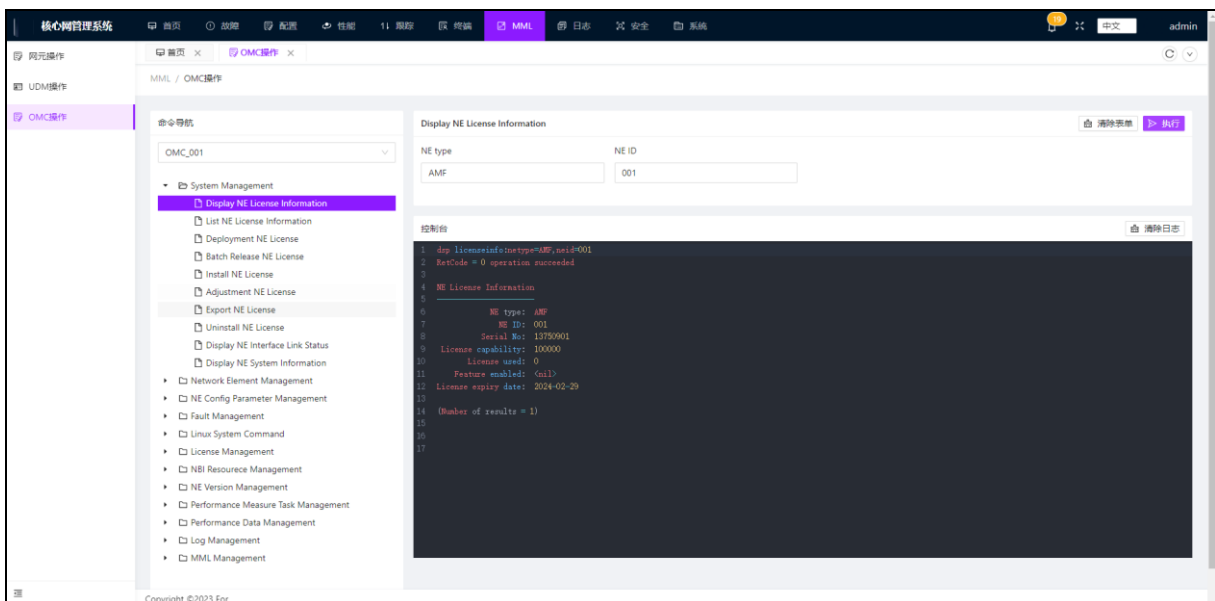 核心网管理系统 首页 故障 配置 性能 跟踪 终端 MML 日志 安全 系统 19 中文 admin
网元操作
UDM操作
OMC操作
首页 × OMC操作 ×
MML / OMC操作
命令导航
OMC_001
System Management
Display NE License Information
List NE License Information
Deployment NE License
Batch Release NE License
Install NE License
Adjustment NE License
Export NE License
Uninstall NE License
Display NE Interface Link Status
Display NE System Information
Network Element Management
NE Config Parameter Management
Fault Management
Linux System Command
License Management
NBI Resourece Management
NE Version Management
Performance Measure Task Management
Performance Data Management
Log Management
MML Management
Display NE License Information 清除表单 执行
NE type NE ID
AMF 001
控制台 清除日志
1 dsp licenseinfo:netype=AMF,neid=001
2 RetCode = 0 operation succeeded
3
4 NE License Information
5 ------------------------
6 NE type: AMF
7 NE ID: 001
8 Serial No: 13750901
9 License capability: 100000
10 License used: 0
11 Feature enabled: <nil>
12 License expiry date: 2024-02-29
13
14 (Number of results = 1)
15
16
17
Copyright ©2023 For